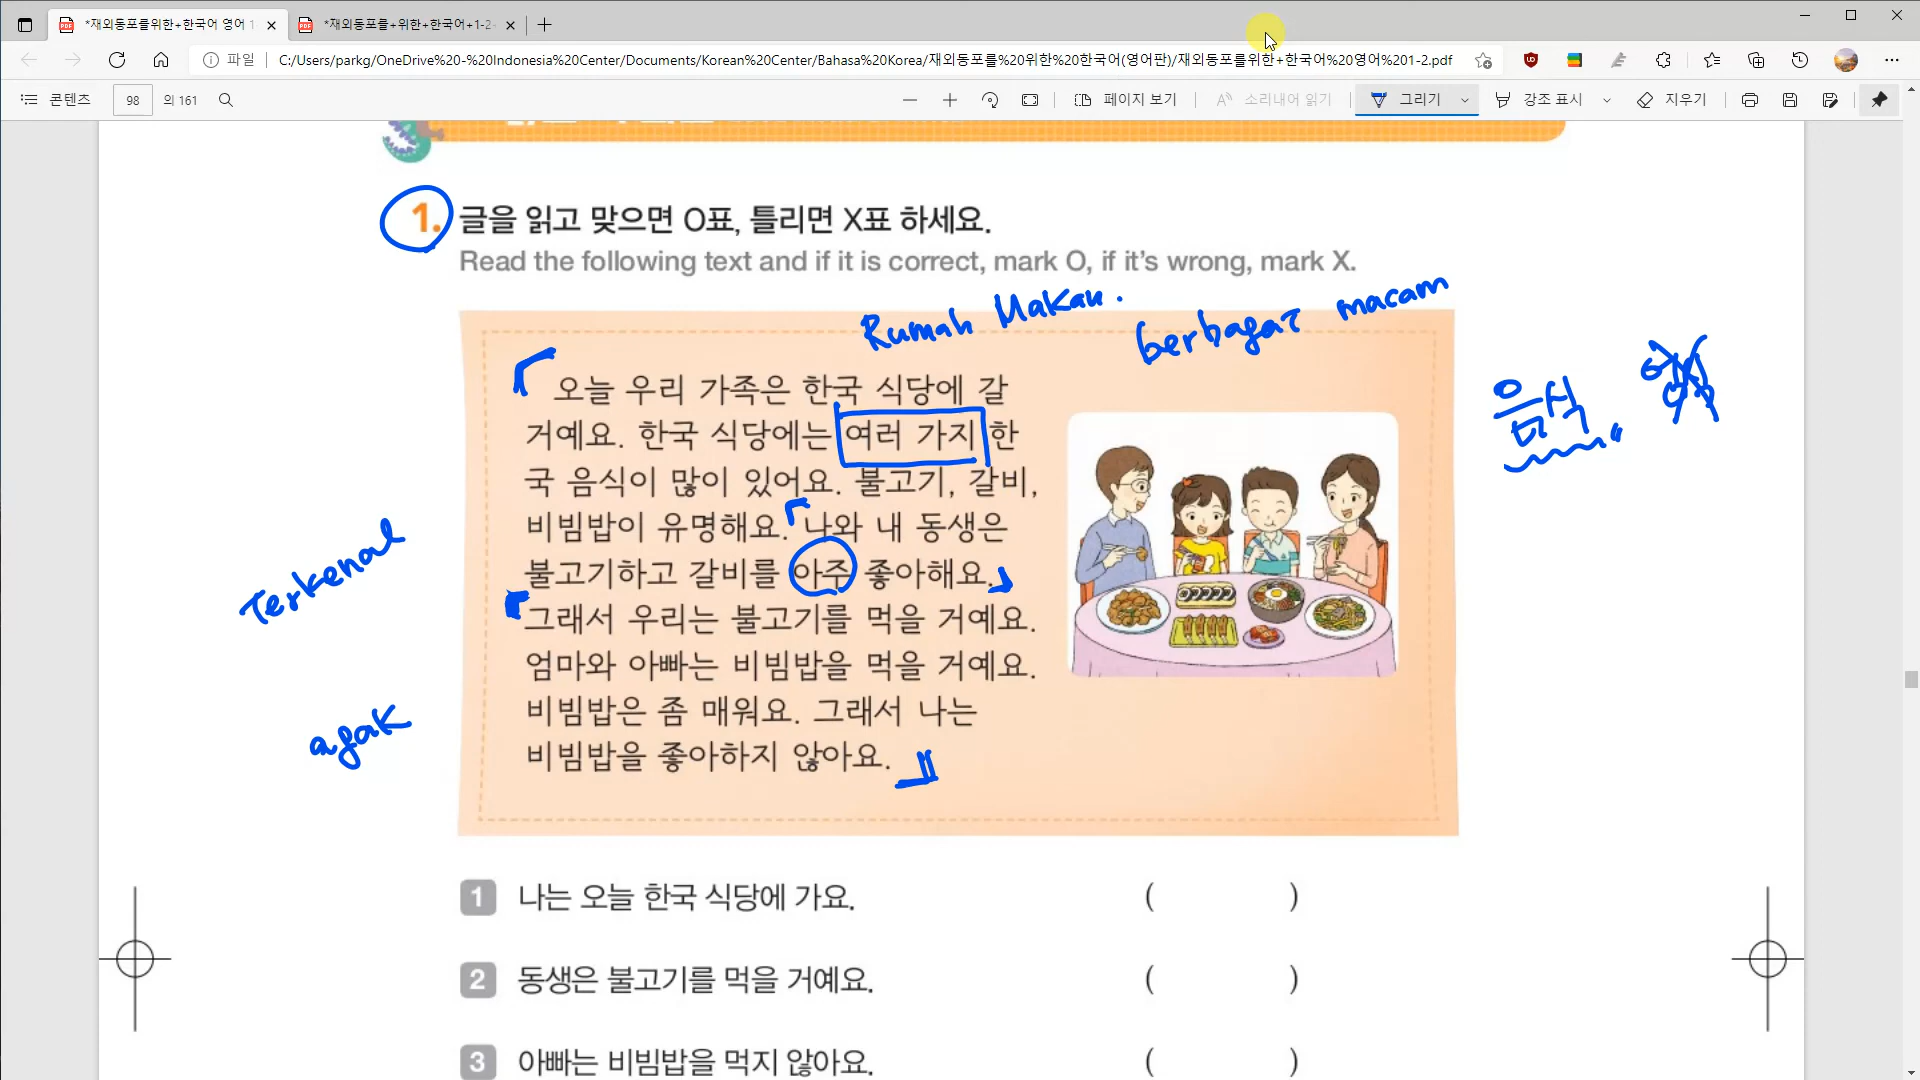 *재외동포를위한+한국어 영어 1
*재외동포를+위한+한국어+1-2-
파일
C:/Users/parkg/OneDrive%20-%20Indonesia%20Center/Documents/Korean%20Center/Bahasa%20Korea/재외동포를%20위한%20한국어(영어판)/재외동포를위한+한국어%20영어%201-2.pdf
콘텐츠
98
의 161
페이지 보기
소리내어 읽기
그리기
강조 표시
지우기
1. 글을 읽고 맞으면 O표, 틀리면 X표 하세요.
Read the following text and if it is correct, mark O, if it's wrong, mark X.
Rumah Makan.
berbagai macam
음식
오늘 우리 가족은 한국 식당에 갈
거예요. 한국 식당에는 여러 가지 한
국 음식이 많이 있어요. 불고기, 갈비,
비빔밥이 유명해요. 나와 내 동생은
불고기하고 갈비를 아주 좋아해요.
그래서 우리는 불고기를 먹을 거예요.
엄마와 아빠는 비빔밥을 먹을 거예요.
비빔밥은 좀 매워요. 그래서 나는
비빔밥을 좋아하지 않아요.
Terkenal
agak
1 나는 오늘 한국 식당에 가요. ( )
2 동생은 불고기를 먹을 거예요. ( )
3 아빠는 비빔밥을 먹지 않아요. ( )